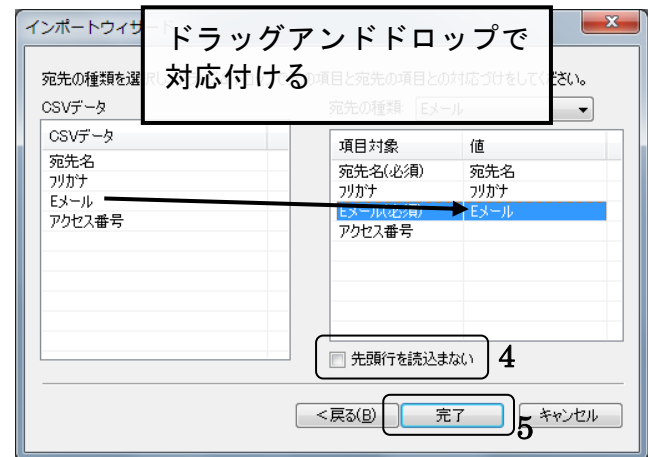 インポートウィザ
ドラッグアンドドロップで
対応付ける
宛先の種類を選
の項目と宛先の項目との対応づけをしてください。
CSVデータ
宛先の種類: Eメール
CSVデータ
宛先名
フリガナ
Eメール
アクセス番号
項目対象 値
宛先名(必須) 宛先名
フリガナ フリガナ
Eメール(必須) Eメール
アクセス番号
先頭行を読込まない 4
<戻る(B) 完了 5 キャンセル